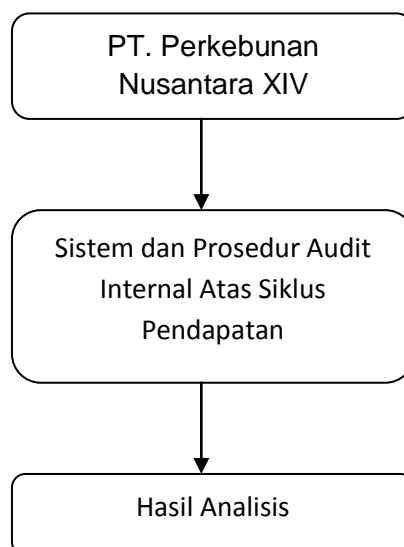 PT. Perkebunan
Nusantara XIV
Sistem dan Prosedur Audit
Internal Atas Siklus
Pendapatan
Hasil Analisis